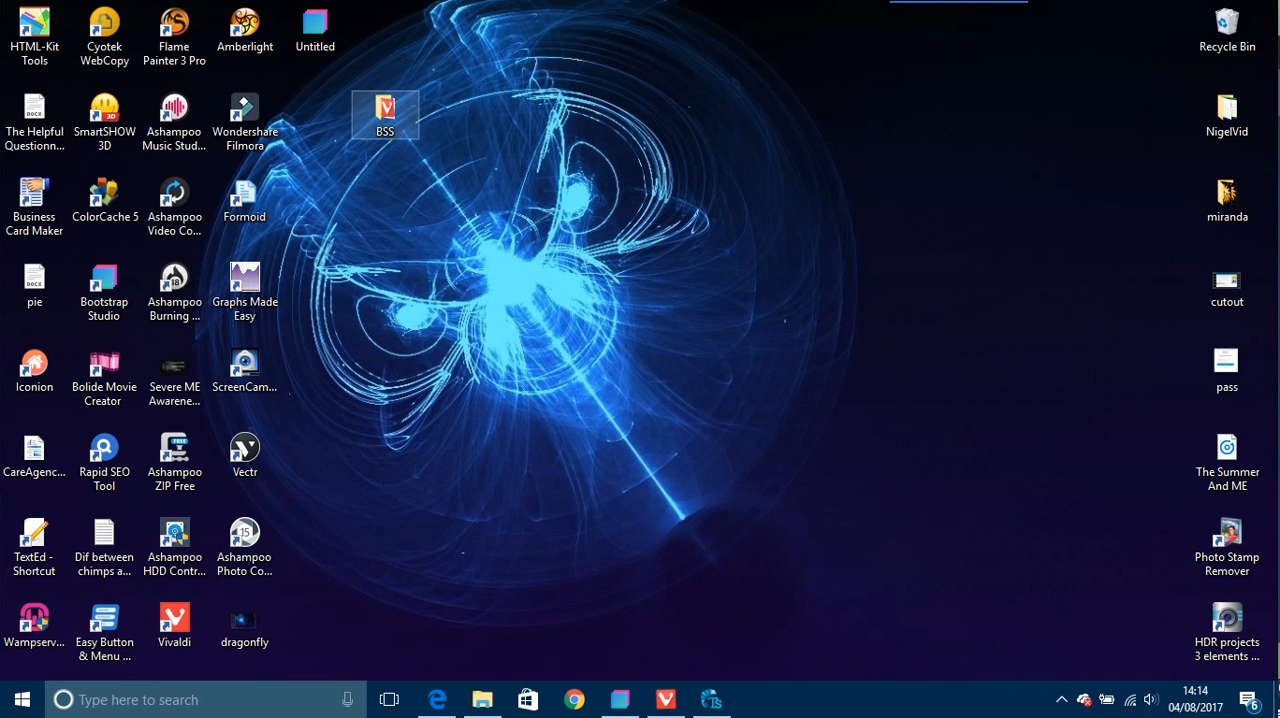 HTML-Kit
Tools
Cyotek
WebCopy
Flame
Painter 3 Pro
Amberlight
Untitled
Recycle Bin
The Helpful
Questionn...
SmartSHOW
3D
Ashampoo
Music Stud...
Wondershare
Filmora
BSS
NigelVid
Business
Card Maker
ColorCache 5
Ashampoo
Video Co...
Formoid
miranda
pie
Bootstrap
Studio
Ashampoo
Burning ...
Graphs Made
Easy
cutout
Iconion
Bolide Movie
Creator
Severe ME
Awarene...
ScreenCam...
pass
CareAgenc...
Rapid SEO
Tool
Ashampoo
ZIP Free
Vectr
The Summer
And ME
TextEd -
Shortcut
Dif between
chimps a...
Ashampoo
HDD Contr...
Ashampoo
Photo Co...
Photo Stamp
Remover
Wampserv...
Easy Button
& Menu ...
Vivaldi
dragonfly
HDR projects
3 elements ...
Type here to search
14:14
04/08/2017